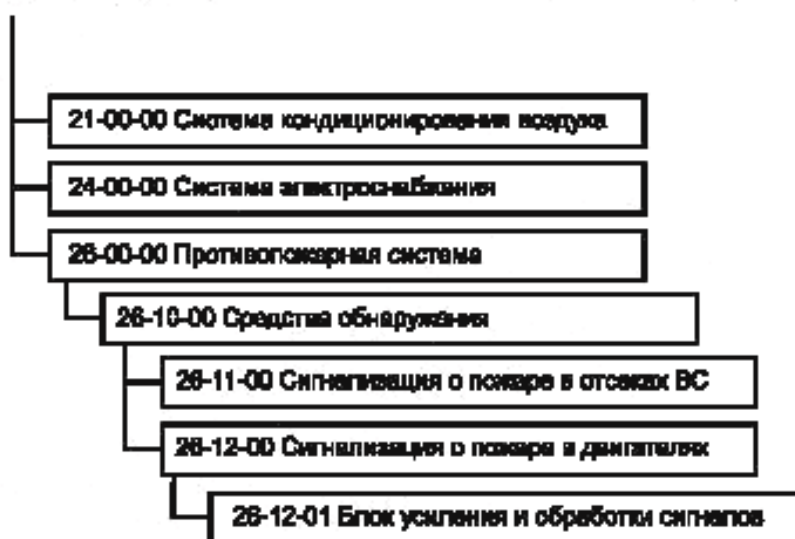 21-00-00 Система кондиционирования воздуха
24-00-00 Система электроснабжения
26-00-00 Противопожарная система
26-10-00 Средства обнаружения
26-11-00 Сигнализация о пожаре в отсеках ВС
26-12-00 Сигнализация о пожаре в двигателях
26-12-01 Блок усиления и обработки сигналов